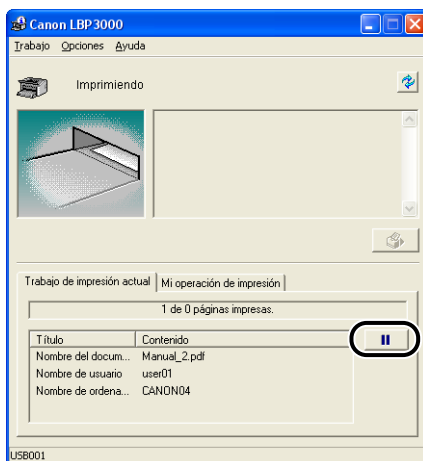 Canon LBP3000
Trabajo Opciones Ayuda
Imprimiendo
Trabajo de impresión actual Mi operación de impresión
1 de 0 páginas impresas.
Título Contenido
Nombre del docum... Manual_2.pdf
Nombre de usuario user01
Nombre de ordena... CANON04
USB001